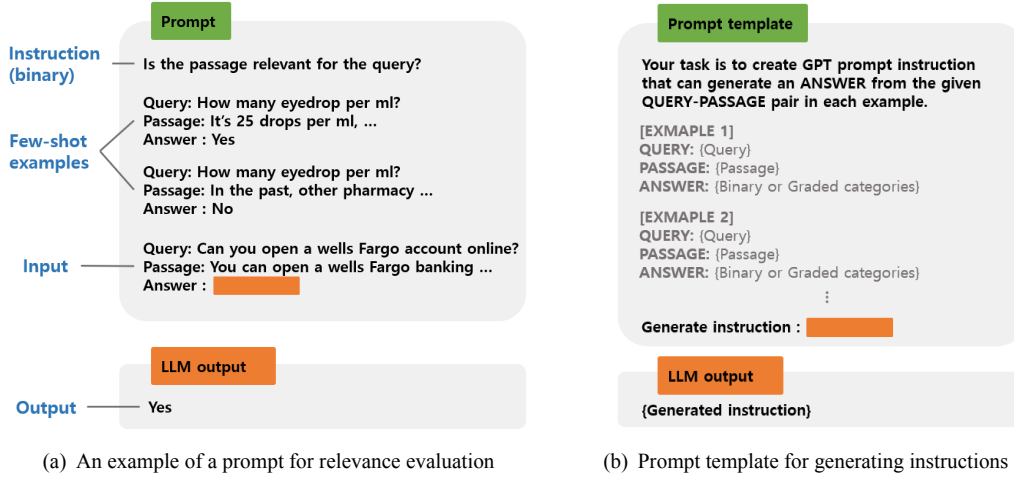 Prompt
Instruction
(binary)
Is the passage relevant for the query?
Few-shot
examples
Query: How many eyedrop per ml?
Passage: It's 25 drops per ml, ...
Answer : Yes
Query: How many eyedrop per ml?
Passage: In the past, other pharmacy ...
Answer : No
Input
Query: Can you open a wells Fargo account online?
Passage: You can open a wells Fargo banking ...
Answer :
LLM output
Output
Yes
(a) An example of a prompt for relevance evaluation
Prompt template
Your task is to create GPT prompt instruction
that can generate an ANSWER from the given
QUERY-PASSAGE pair in each example.
[EXMAPLE 1]
QUERY: {Query}
PASSAGE: {Passage}
ANSWER: {Binary or Graded categories}
[EXMAPLE 2]
QUERY: {Query}
PASSAGE: {Passage}
ANSWER: {Binary or Graded categories}
⋮
Generate instruction :
LLM output
{Generated instruction}
(b) Prompt template for generating instructions